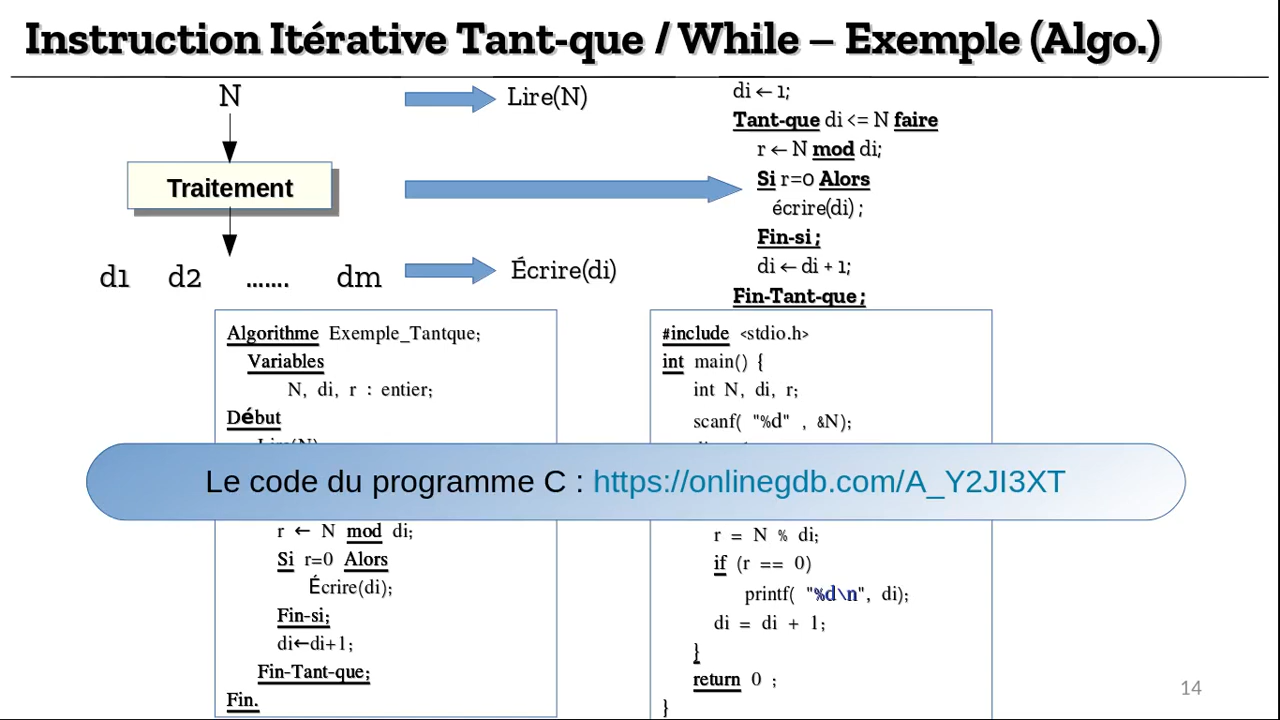 Instruction Itérative Tant-que / While – Exemple (Algo.)
N
Lire(N)
Traitement
d1 d2 ....... dm
Écrire(di)
di ← 1;
Tant-que di <= N faire
r ← N mod di;
Si r=0 Alors
écrire(di) ;
Fin-si ;
di ← di + 1;
Fin-Tant-que ;
Algorithme Exemple_Tantque;
Variables
N, di, r : entier;
Début
Lire(N)
Le code du programme C : https://onlinegdb.com/A_Y2JI3XT
r ← N mod di;
Si r=0 Alors
Écrire(di);
Fin-si;
di←di+1;
Fin-Tant-que;
Fin.
#include <stdio.h>
int main() {
int N, di, r;
scanf( "%d" , &N);
r = N % di;
if (r == 0)
printf( "%d\n", di);
di = di + 1;
}
return 0 ;
}
14